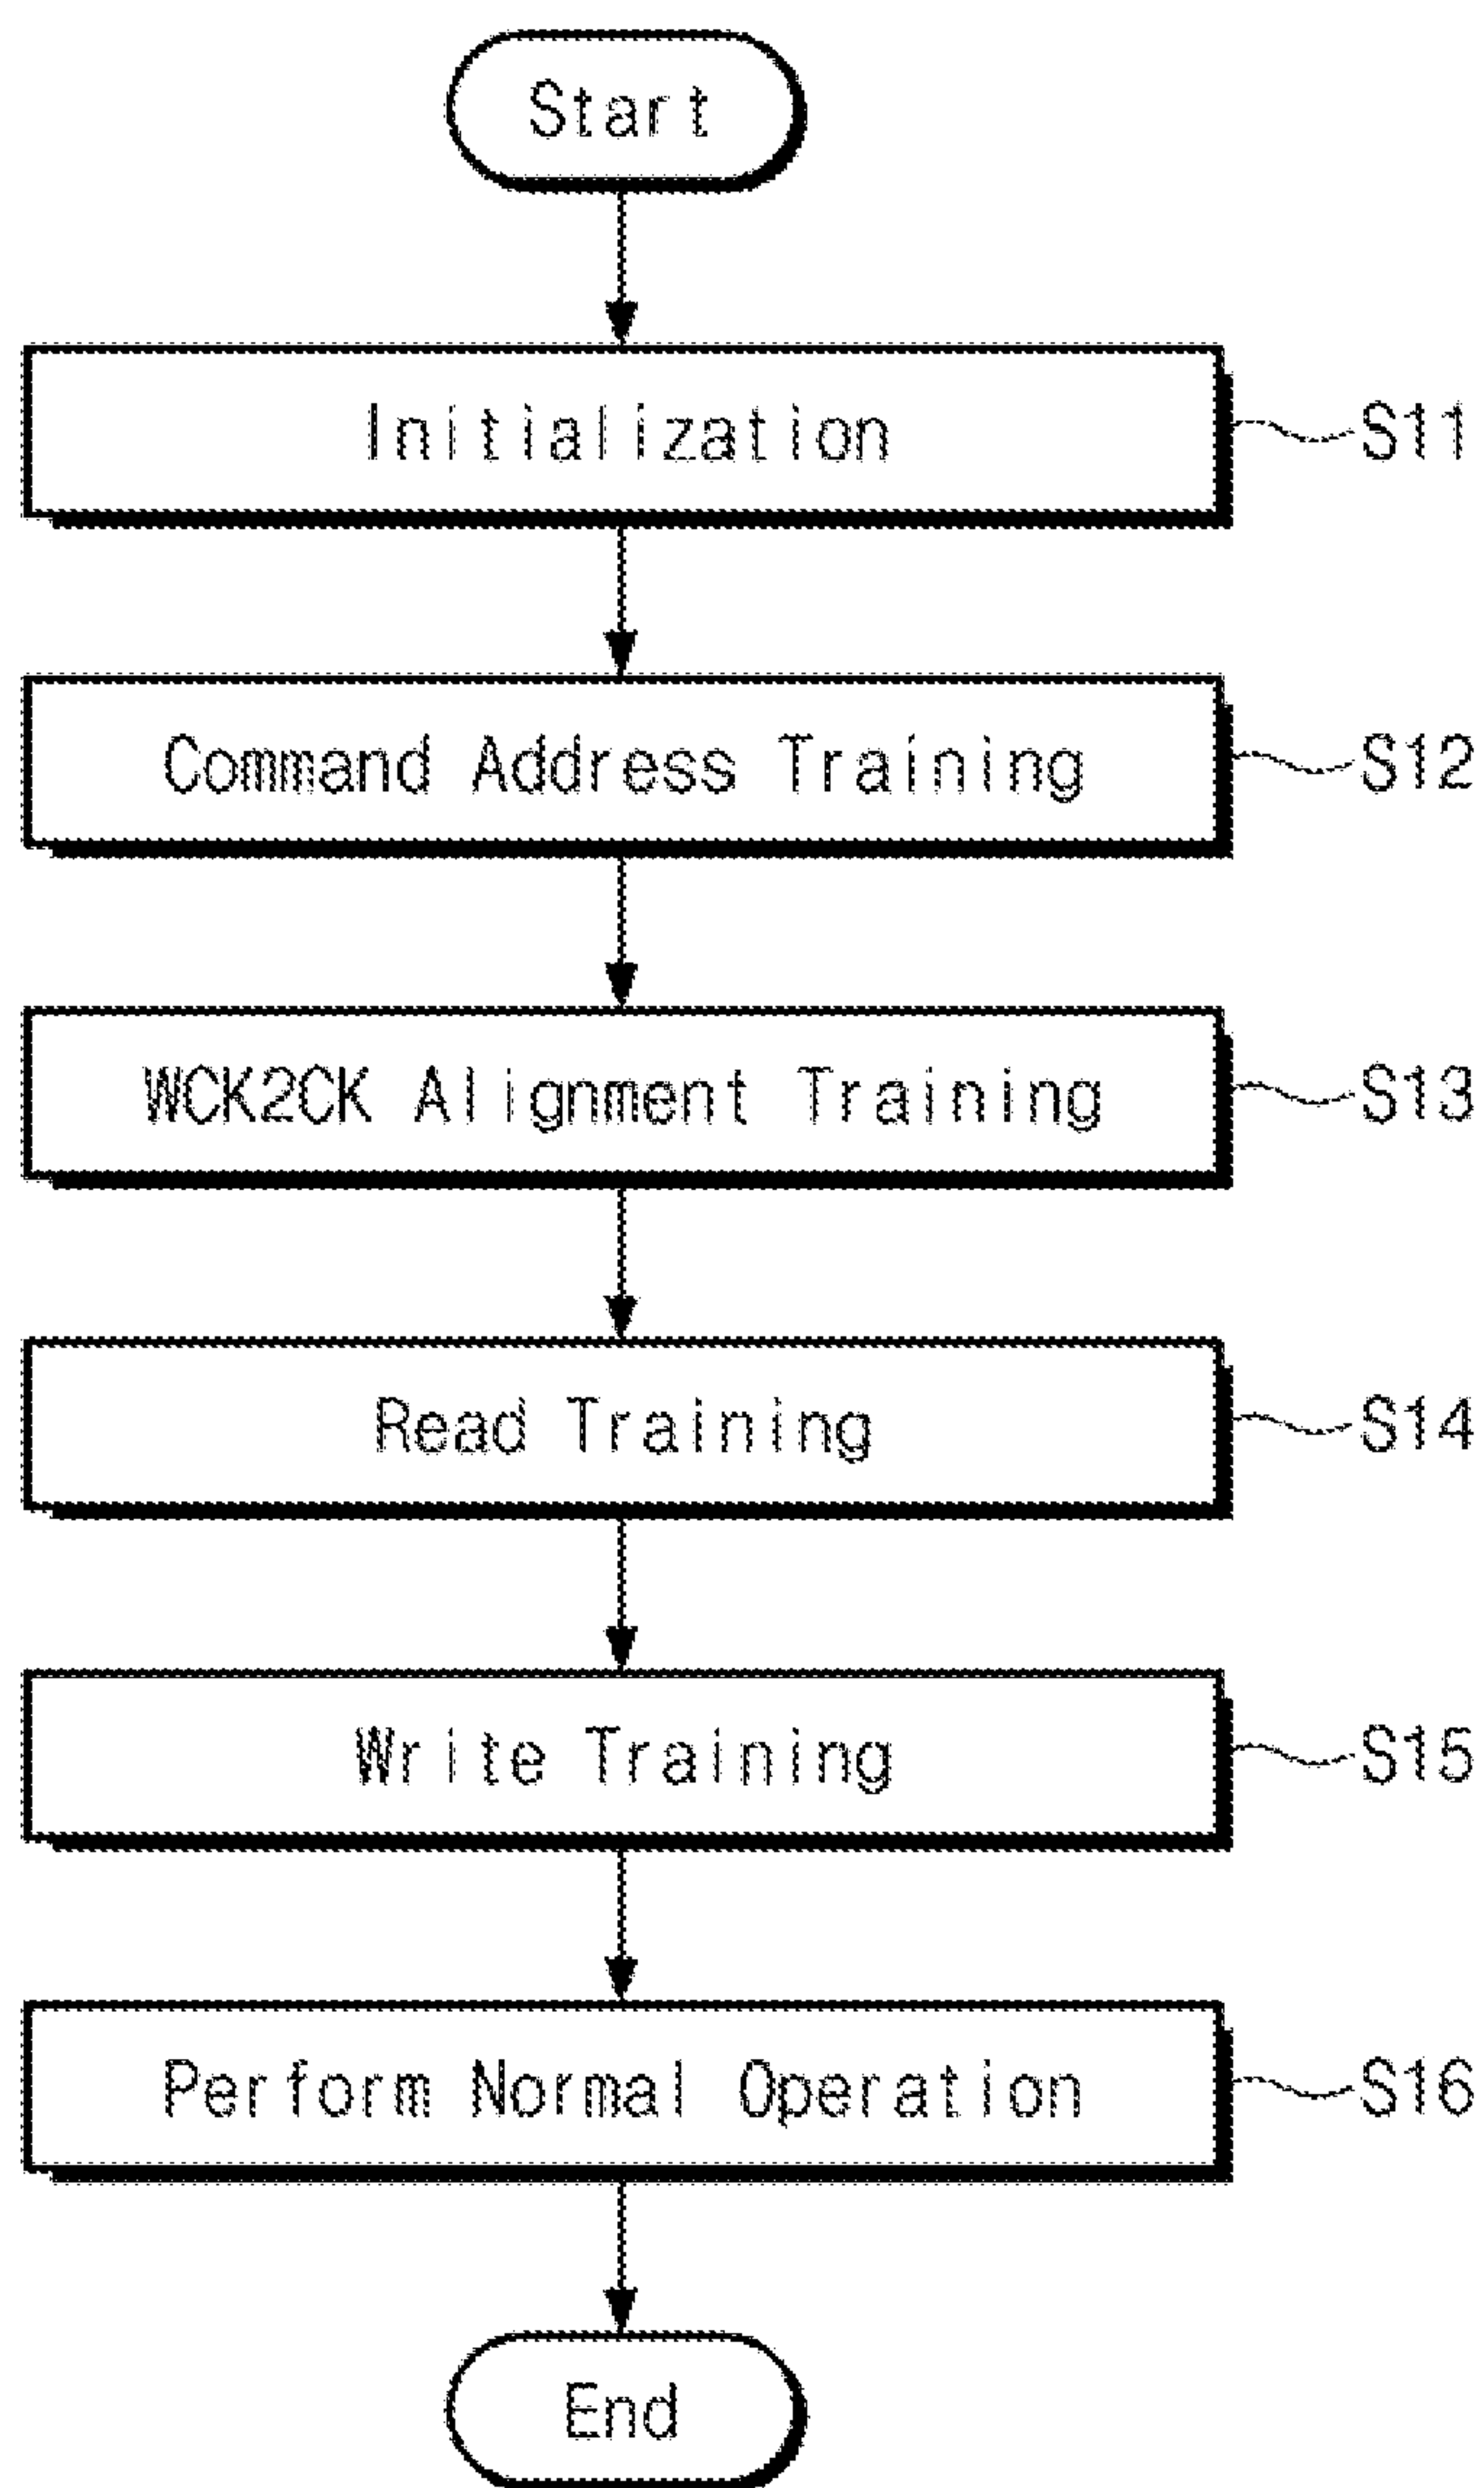 Start
Initialization S11
Command Address Training S12
WCK2CK Alignment Training S13
Read Training S14
Write Training S15
Perform Normal Operation S16
End